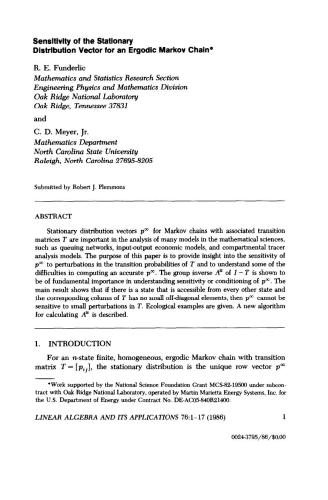 Sensitivity of the Stationary
Distribution Vector for an Ergodic Markov Chain*
R. E. Funderlic
Mathematics and Statistics Research Section
Engineering Physics and Mathematics Division
Oak Ridge National Laboratory
Oak Ridge, Tennessee 37831
and
C. D. Meyer, Jr.
Mathematics Department
North Carolina State University
Raleigh, North Carolina 27695-8205
Submitted by Robert J. Plemmons
ABSTRACT
Stationary distribution vectors p∞ for Markov chains with associated transition
matrices T are important in the analysis of many models in the mathematical sciences,
such as queuing networks, input-output economic models, and compartmental tracer
analysis models. The purpose of this paper is to provide insight into the sensitivity of
p∞ to perturbations in the transition probabilities of T and to understand some of the
difficulties in computing an accurate p∞. The group inverse A# of I − T is shown to
be of fundamental importance in understanding sensitivity or conditioning of p∞. The
main result shows that if there is a state that is accessible from every other state and
the corresponding column of T has no small off-diagonal elements, then p∞ cannot be
sensitive to small perturbations in T. Ecological examples are given. A new algorithm
for calculating A# is described.
1. INTRODUCTION
For an n-state finite, homogeneous, ergodic Markov chain with transition
matrix T = [p_ij], the stationary distribution is the unique row vector p∞
*Work supported by the National Science Foundation Grant MCS-82-19500 under subcon-
tract with Oak Ridge National Laboratory, operated by Martin Marietta Energy Systems, Inc. for
the U.S. Department of Energy under Contract No. DE-AC05-840R21400.
LINEAR ALGEBRA AND ITS APPLICATIONS 76:1-17 (1986) 1
0024-3795/86/$0.00